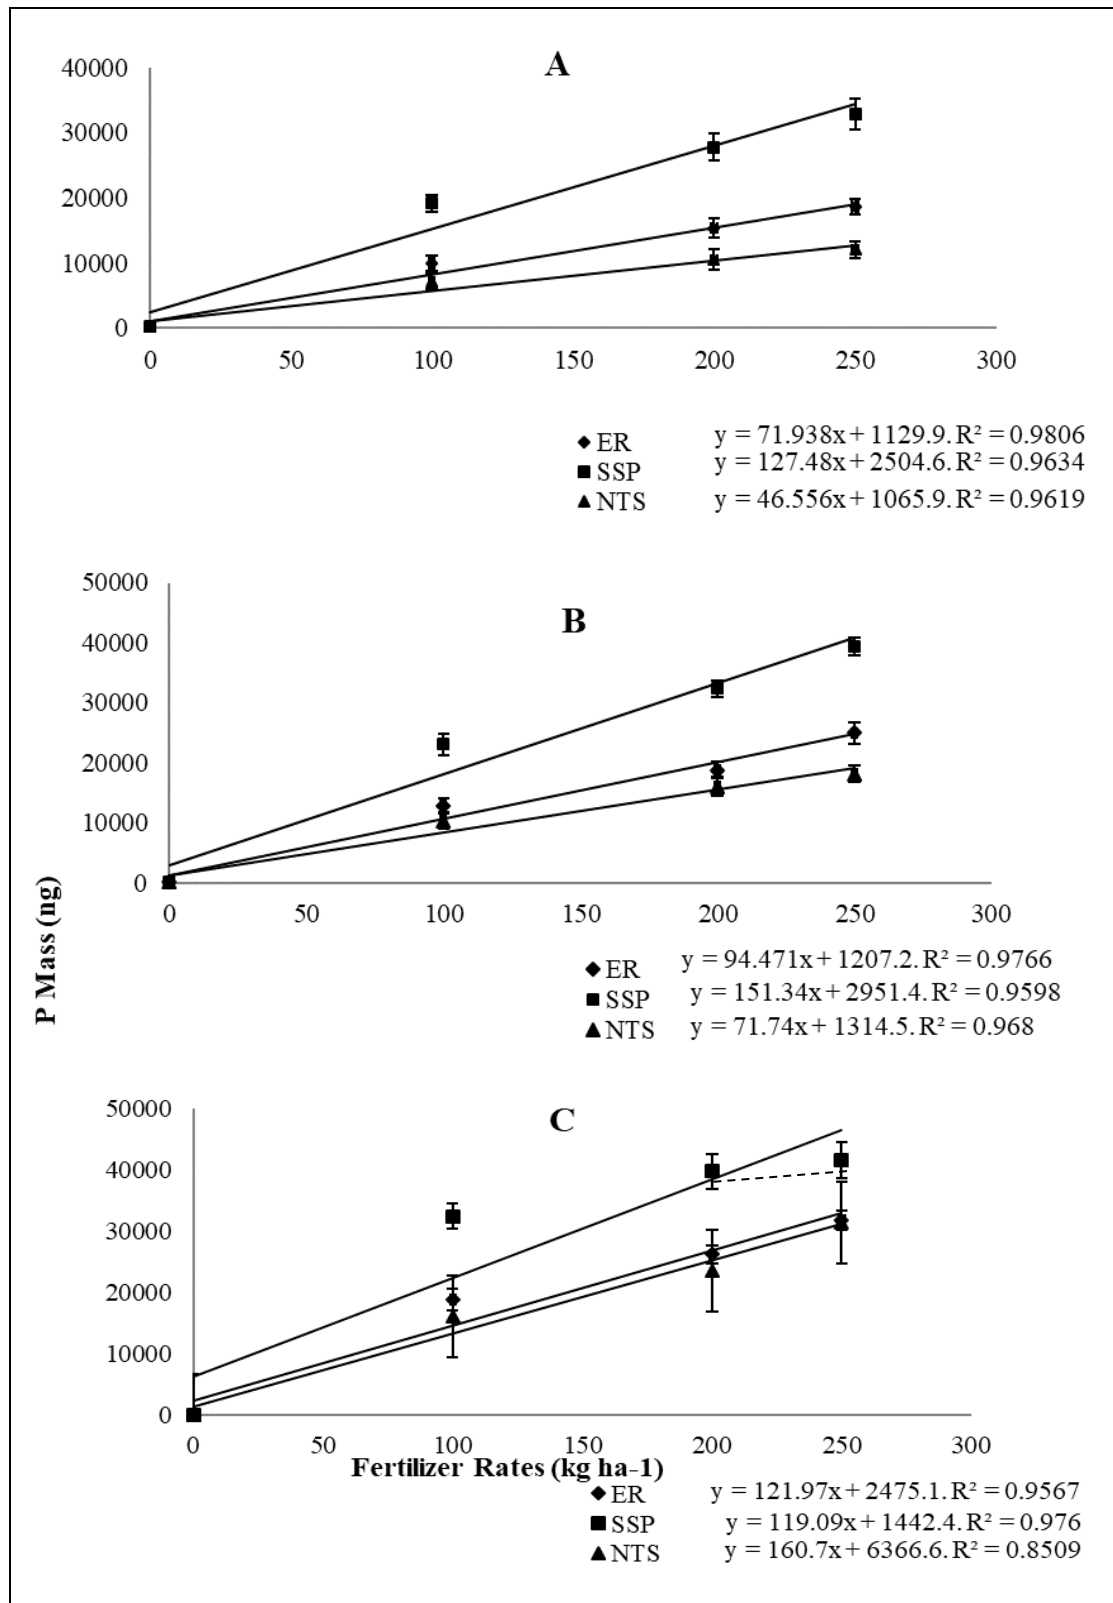 A
40000
30000
20000
10000
0
0 50 100 150 200 250 300
ER y = 71.938x + 1129.9. R² = 0.9806
SSP y = 127.48x + 2504.6. R² = 0.9634
NTS y = 46.556x + 1065.9. R² = 0.9619
B
50000
40000
30000
20000
10000
0
0 50 100 150 200 250 300
P Mass (ng)
ER y = 94.471x + 1207.2. R² = 0.9766
SSP y = 151.34x + 2951.4. R² = 0.9598
NTS y = 71.74x + 1314.5. R² = 0.968
C
50000
40000
30000
20000
10000
0
0 50 100 150 200 250 300
Fertilizer Rates (kg ha-1)
ER y = 121.97x + 2475.1. R² = 0.9567
SSP y = 119.09x + 1442.4. R² = 0.976
NTS y = 160.7x + 6366.6. R² = 0.8509